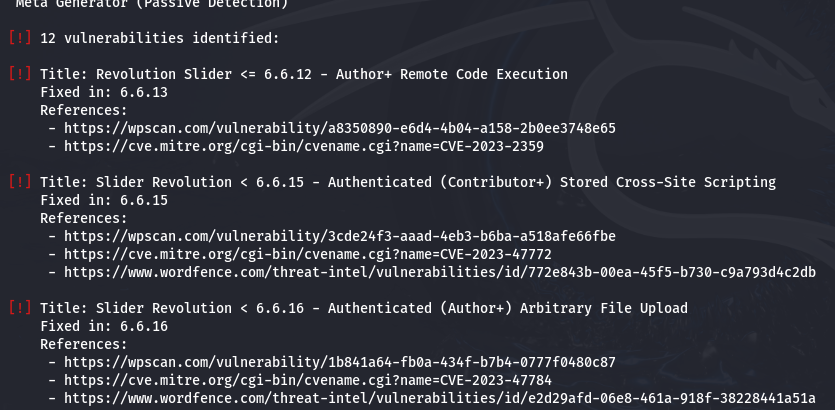 Meta Generator (Passive Detection)
[!] 12 vulnerabilities identified:
[!] Title: Revolution Slider <= 6.6.12 - Author+ Remote Code Execution
Fixed in: 6.6.13
References:
- https://wpscan.com/vulnerability/a8350890-e6d4-4b04-a158-2b0ee3748e65
- https://cve.mitre.org/cgi-bin/cvename.cgi?name=CVE-2023-2359
[!] Title: Slider Revolution < 6.6.15 - Authenticated (Contributor+) Stored Cross-Site Scripting
Fixed in: 6.6.15
References:
- https://wpscan.com/vulnerability/3cde24f3-aaad-4eb3-b6ba-a518afe66fbe
- https://cve.mitre.org/cgi-bin/cvename.cgi?name=CVE-2023-47772
- https://www.wordfence.com/threat-intel/vulnerabilities/id/772e843b-00ea-45f5-b730-c9a793d4c2db
[!] Title: Slider Revolution < 6.6.16 - Authenticated (Author+) Arbitrary File Upload
Fixed in: 6.6.16
References:
- https://wpscan.com/vulnerability/1b841a64-fb0a-434f-b7b4-0777f0480c87
- https://cve.mitre.org/cgi-bin/cvename.cgi?name=CVE-2023-47784
- https://www.wordfence.com/threat-intel/vulnerabilities/id/e2d29afd-06e8-461a-918f-38228441a51a